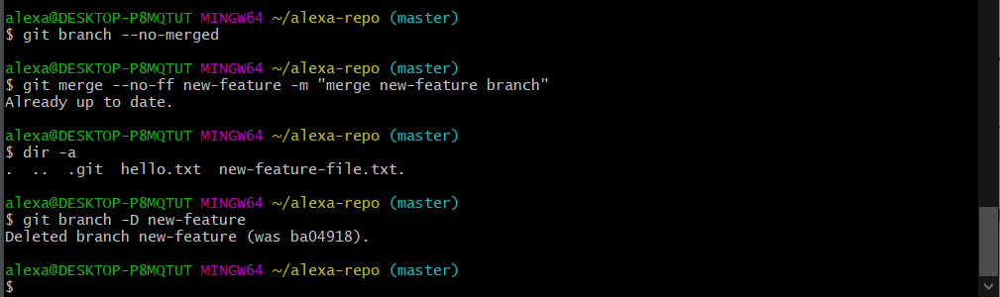 alexa@DESKTOP-P8MQTUT MINGW64 ~/alexa-repo (master)
$ git branch --no-merged
alexa@DESKTOP-P8MQTUT MINGW64 ~/alexa-repo (master)
$ git merge --no-ff new-feature -m "merge new-feature branch"
Already up to date.
alexa@DESKTOP-P8MQTUT MINGW64 ~/alexa-repo (master)
$ dir -a
.  ..  .git  hello.txt  new-feature-file.txt.
alexa@DESKTOP-P8MQTUT MINGW64 ~/alexa-repo (master)
$ git branch -D new-feature
Deleted branch new-feature (was ba04918).
alexa@DESKTOP-P8MQTUT MINGW64 ~/alexa-repo (master)
$